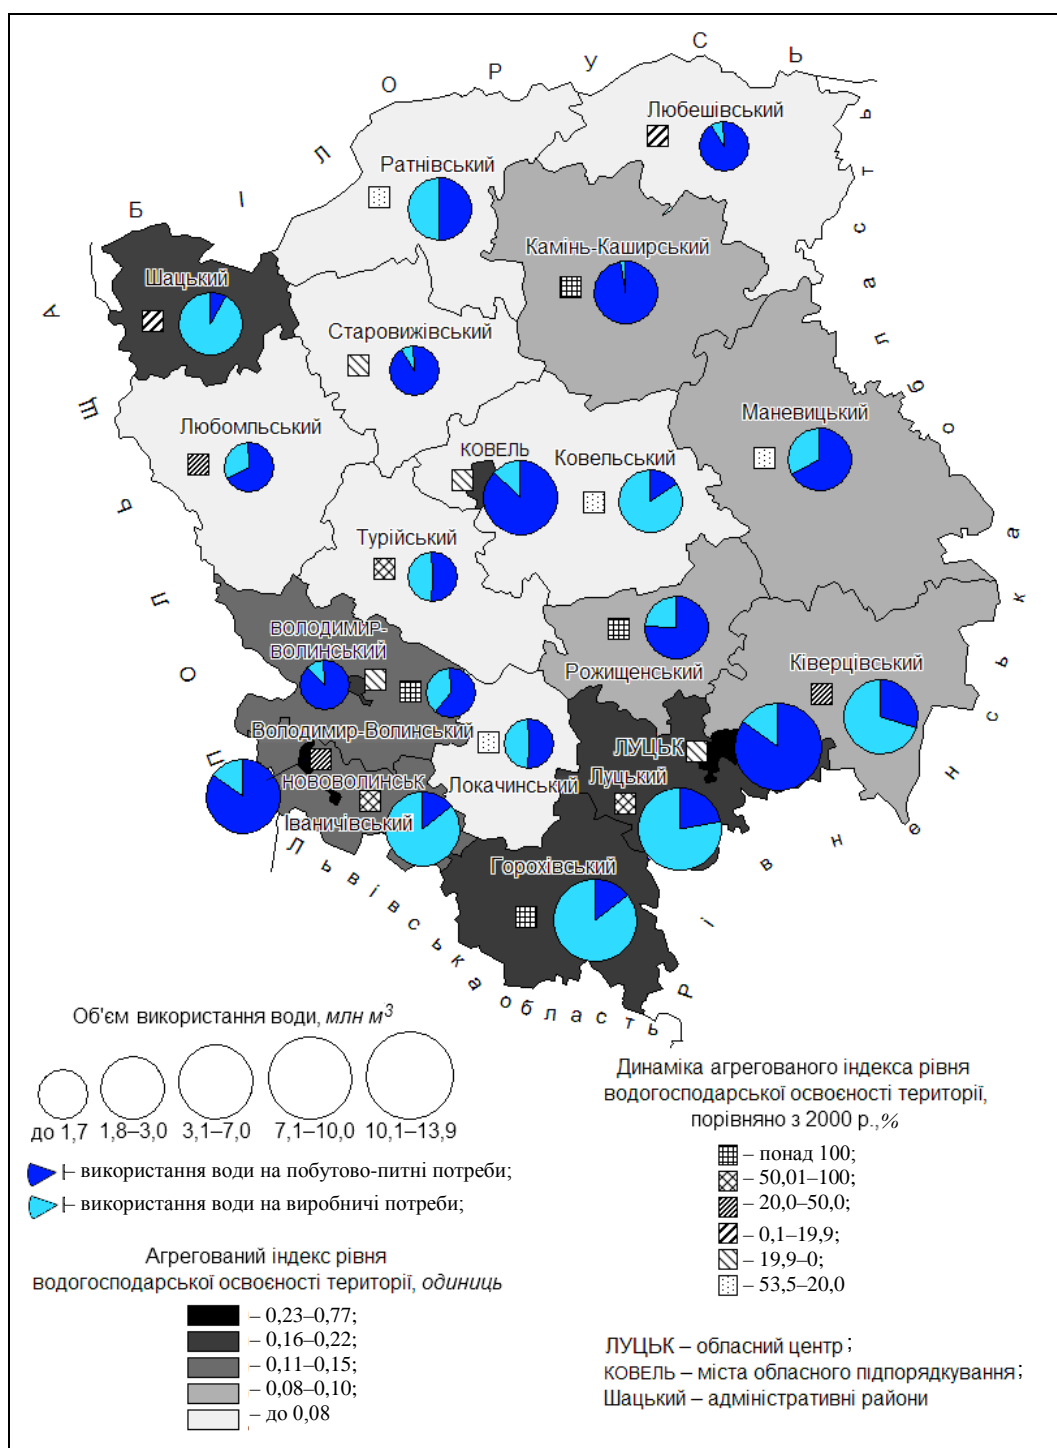 БІЛОРУСЬ
Любешівський
Ратнівський
Камінь-Каширський
Шацький
Старовижівський
Маневицький
Любомльський
КОВЕЛЬ
Ковельський
Турійський
ВОЛОДИМИР-
ВОЛИНСЬКИЙ
Рожищенський
Ківерцівський
Володимир-Волинський
ЛУЦЬК
НОВОВОЛИНСЬК
Локачинський
Луцький
Іваничівський
Горохівський
ПОЛЬЩА
Львівська область
Рівненська область
Об'єм використання води, млн м³
до 1,7
1,8–3,0
3,1–7,0
7,1–10,0
10,1–13,9
– використання води на побутово-питні потреби;
– використання води на виробничі потреби;
Агрегований індекс рівня
водогосподарської освоєності території, одиниць
– 0,23–0,77;
– 0,16–0,22;
– 0,11–0,15;
– 0,08–0,10;
– до 0,08
Динаміка агрегованого індекса рівня
водогосподарської освоєності території,
порівняно з 2000 р.,%
– понад 100;
– 50,01–100;
– 20,0–50,0;
– 0,1–19,9;
– 19,9–0;
– 53,5–20,0
ЛУЦЬК – обласний центр;
КОВЕЛЬ – міста обласного підпорядкування;
Шацький – адміністративні райони